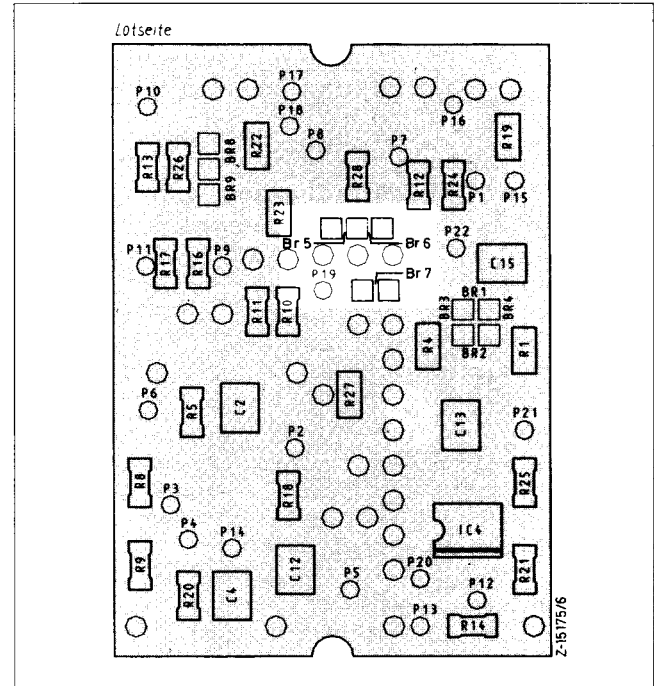 Lötseite
P10
P17
P18
P8
P7
P16
R19
R13
R26
BR8
BR9
R22
R28
R12
R24
P1
P15
R23
Br 5
Br 6
P22
P11
R17
R16
P9
P19
Br 7
C15
R11
R10
BR3
BR1
BR4
BR2
R4
R1
P6
R5
C2
R27
C13
P21
P2
R8
P3
R18
R25
P4
P14
IC4
R9
R20
C4
C12
P5
P20
R21
P12
P13
R14
Z-15175/6